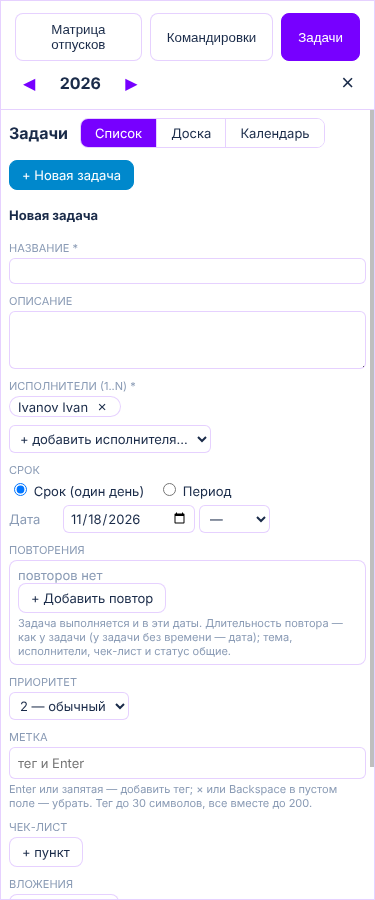 Матрица
отпусков
Командировки
Задачи
◀ 2026 ▶ ×
Задачи Список Доска Календарь
+ Новая задача
Новая задача
НАЗВАНИЕ *
ОПИСАНИЕ
ИСПОЛНИТЕЛИ (1..N) *
Ivanov Ivan ×
+ добавить исполнителя...
СРОК
Срок (один день) Период
Дата 11/18/2026 —
ПОВТОРЕНИЯ
повторов нет
+ Добавить повтор
Задача выполняется и в эти даты. Длительность повтора —
как у задачи (у задачи без времени — дата); тема,
исполнители, чек-лист и статус общие.
ПРИОРИТЕТ
2 — обычный
МЕТКА
тег и Enter
Enter или запятая — добавить тег; × или Backspace в пустом
поле — убрать. Тег до 30 символов, все вместе до 200.
ЧЕК-ЛИСТ
+ пункт
ВЛОЖЕНИЯ